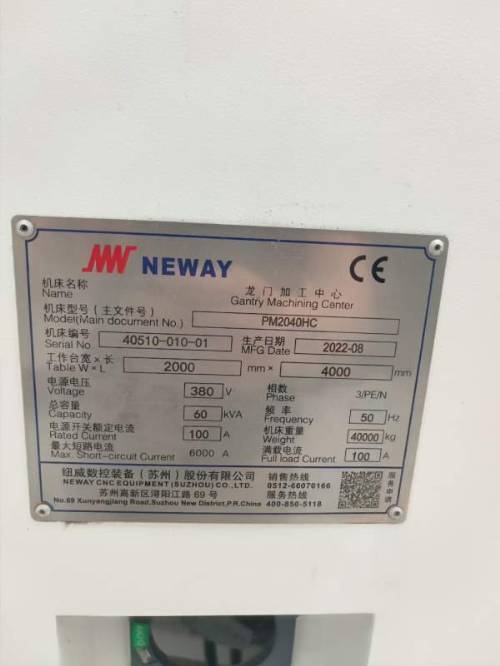 NEWAY CE
机床名称 龙门加工中心
Name Gantry Machining Center
机床型号(主文件号)
Model(Main document No.) PM2040HC
机床编号 生产日期
Serial No. 40510-010-01 MFG Date 2022-08
工作台宽×长
Table W×L 2000 mm× 4000 mm
电源电压 相数
Voltage 380 V Phase 3/PE/N
总容量 频率
Capacity 60 kVA Frequency 50 Hz
电源开关额定电流 机床重量
Rated Current 100 A Weight 40000 kg
最大短路电流 满载电流
Max. Short-circuit Current 6000 A Full load Current 100 A
纽威数控装备(苏州)股份有限公司 销售热线
NEWAY CNC EQUIPMENT (SUZHOU) CO.,LTD. 0512-66076166
苏州高新区浔阳江路 69 号 服务热线
No.69 Xunyangjiang Road,Suzhou New District,P.R.China 400-850-5118
服务申请